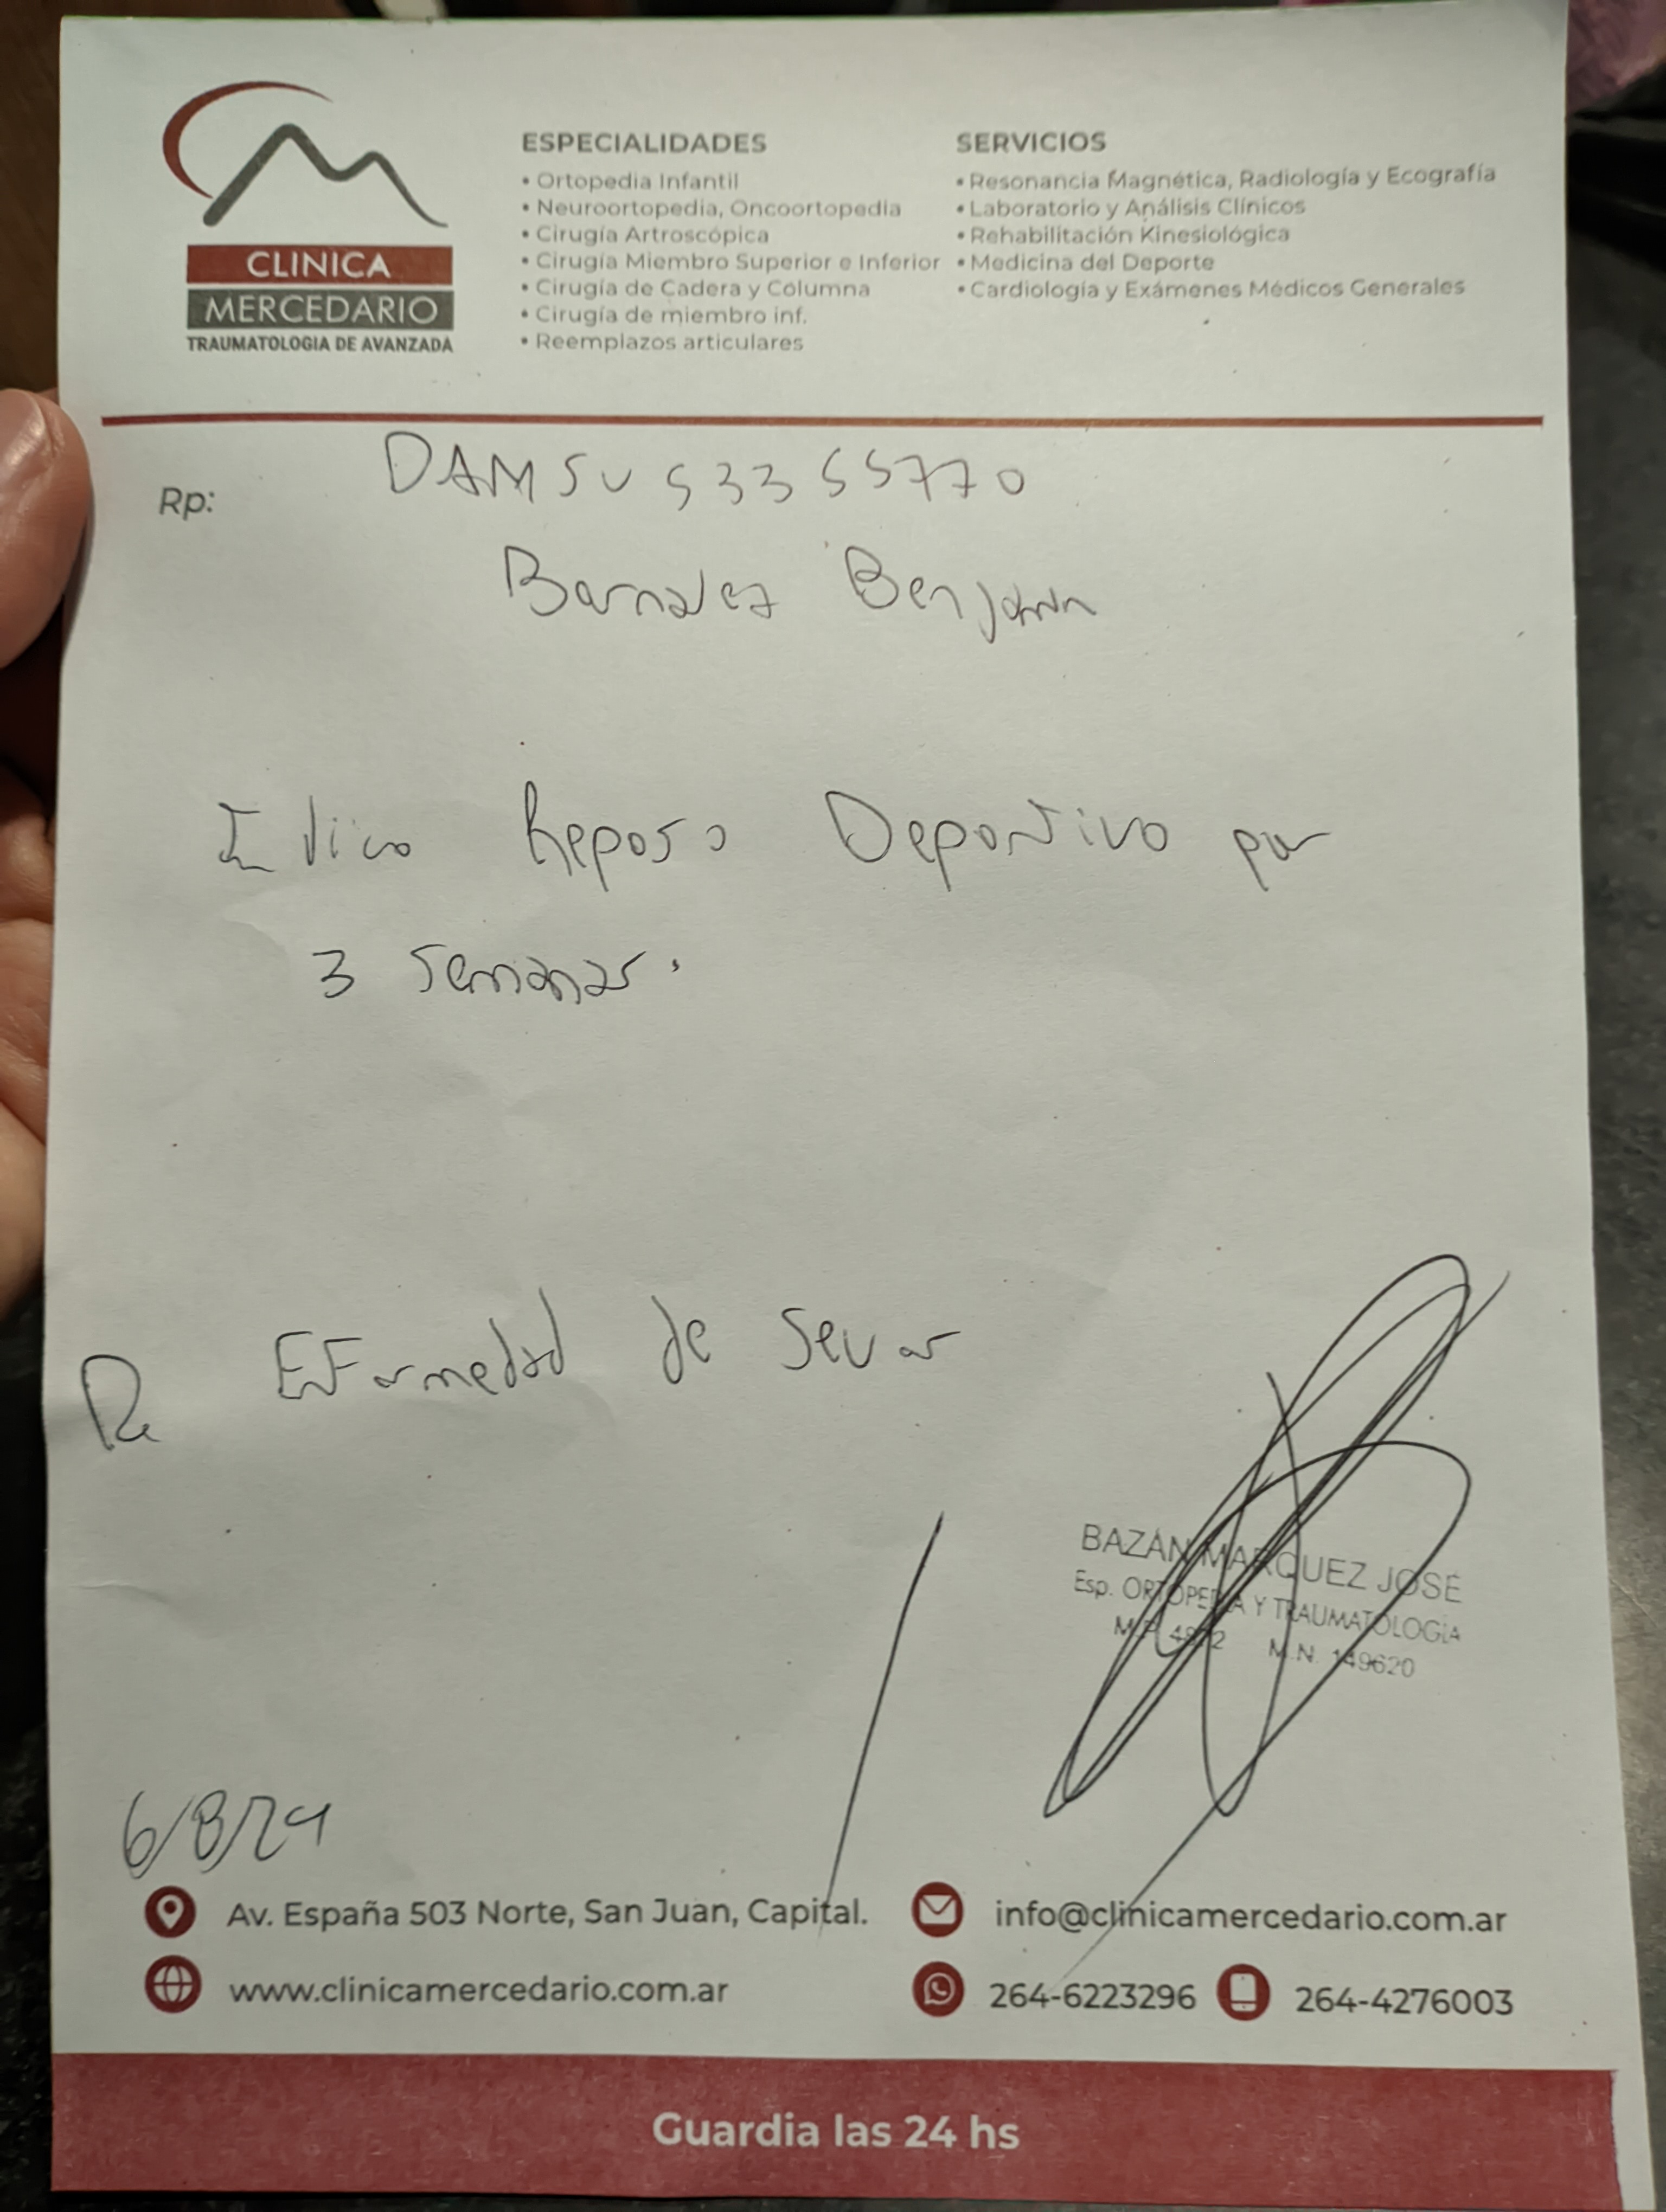 CLINICA
MERCEDARIO
TRAUMATOLOGIA DE AVANZADA
ESPECIALIDADES
• Ortopedia Infantil
• Neuroortopedia, Oncoortopedia
• Cirugía Artroscópica
• Cirugía Miembro Superior e Inferior
• Cirugía de Cadera y Columna
• Cirugía de miembro inf.
• Reemplazos articulares
SERVICIOS
• Resonancia Magnética, Radiología y Ecografía
• Laboratorio y Análisis Clínicos
• Rehabilitación Kinesiológica
• Medicina del Deporte
• Cardiología y Exámenes Médicos Generales
Rp:
DAMSU 53355770
Benjamin
Indico Reposo Deportivo por
3 semanas.
Enfermedad de Sever
BAZÁN MARQUEZ JOSÉ
Esp. ORTOPEDIA Y TRAUMATOLOGÍA
M.P. M.N. 149620
6/8/24
Av. España 503 Norte, San Juan, Capital.
info@clinicamercedario.com.ar
www.clinicamercedario.com.ar
264-6223296
264-4276003
Guardia las 24 hs